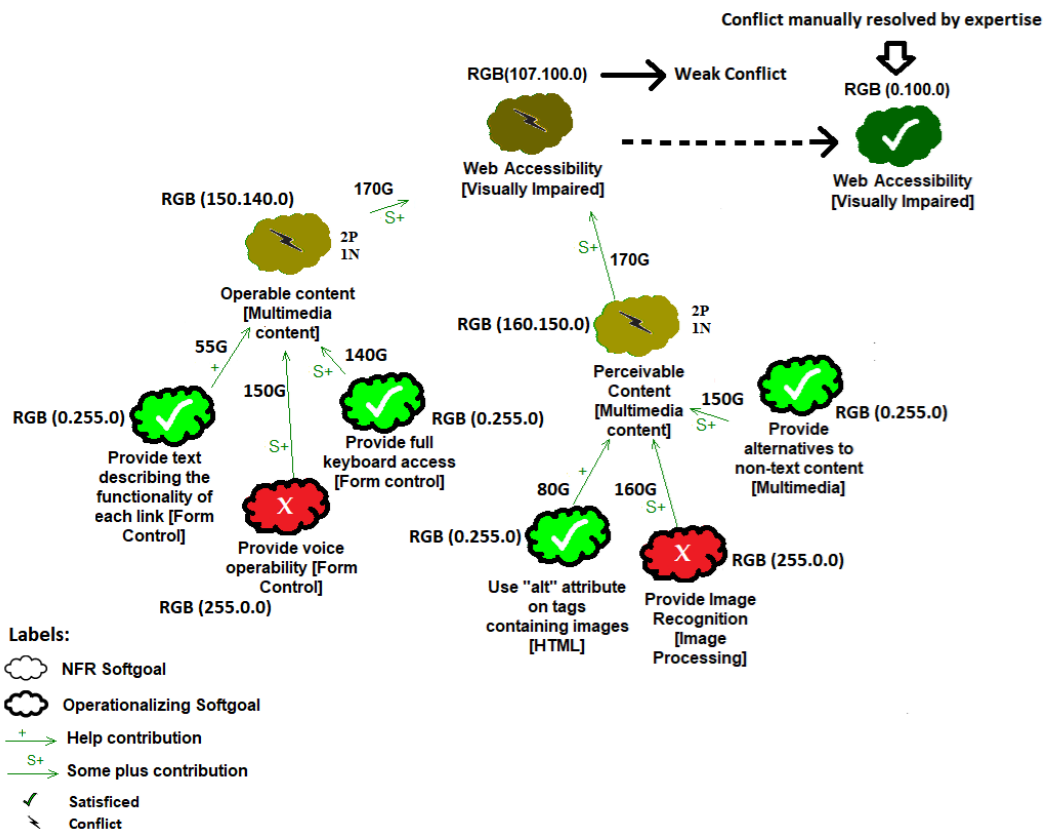 Conflict manually resolved by expertise
RGB(107.100.0)
Weak Conflict
RGB (0.100.0)
Web Accessibility
[Visually Impaired]
Web Accessibility
[Visually Impaired]
170G
S+
RGB (150.140.0)
2P
1N
Operable content
[Multimedia
content]
S+
170G
RGB (160.150.0)
2P
1N
Perceivable
Content
[Multimedia
content]
55G
+
150G
S+
140G
S+
RGB (0.255.0)
Provide text
describing the
functionality of
each link [Form
Control]
RGB (0.255.0)
Provide full
keyboard access
[Form control]
X
Provide voice
operability [Form
Control]
RGB (255.0.0)
150G
S+
RGB (0.255.0)
Provide
alternatives to
non-text content
[Multimedia]
80G
+
160G
S+
RGB (0.255.0)
Use "alt" attribute
on tags
containing images
[HTML]
X
RGB (255.0.0)
Provide Image
Recognition
[Image
Processing]
Labels:
NFR Softgoal
Operationalizing Softgoal
+
Help contribution
S+
Some plus contribution
Satisficed
Conflict